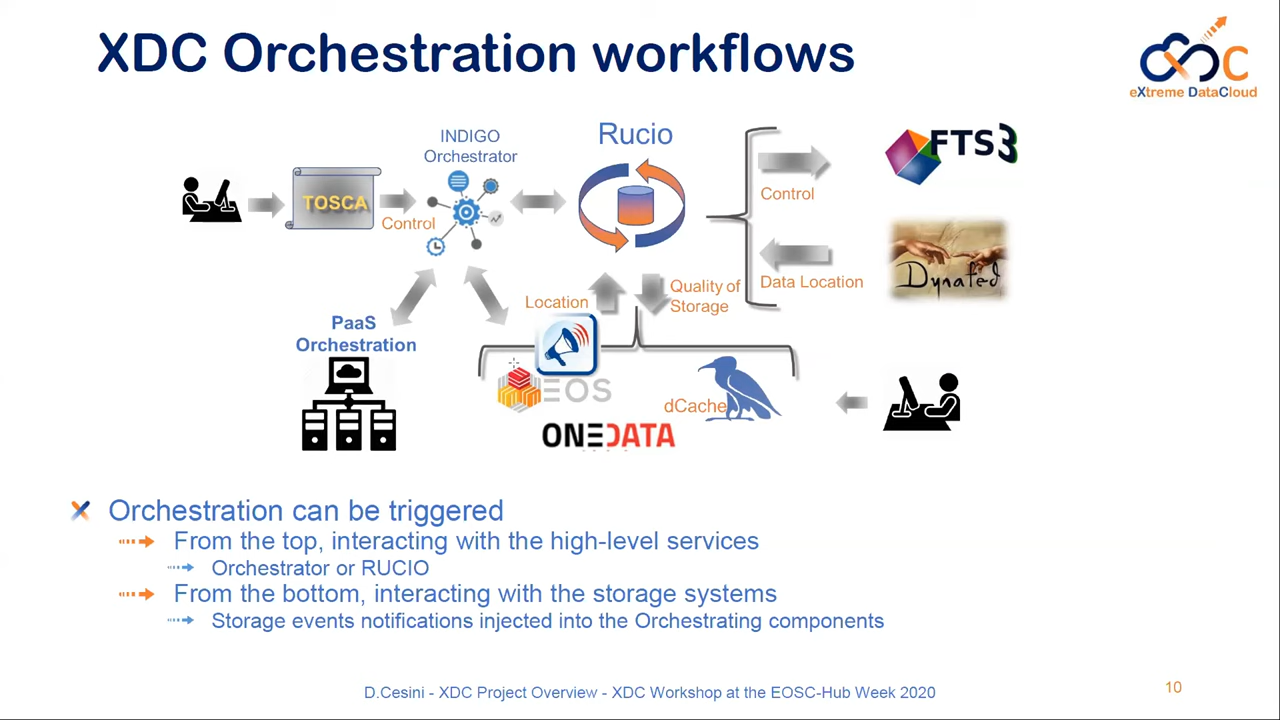 XDC Orchestration workflows
eXtreme DataCloud
INDIGO
Orchestrator
Rucio
FTS3
TOSCA
Control
Control
Dynafed
Location
Quality of
Storage
Data Location
PaaS
Orchestration
EOS
dCache
ONEDATA
Orchestration can be triggered
From the top, interacting with the high-level services
Orchestrator or RUCIO
From the bottom, interacting with the storage systems
Storage events notifications injected into the Orchestrating components
D.Cesini - XDC Project Overview - XDC Workshop at the EOSC-Hub Week 2020
10